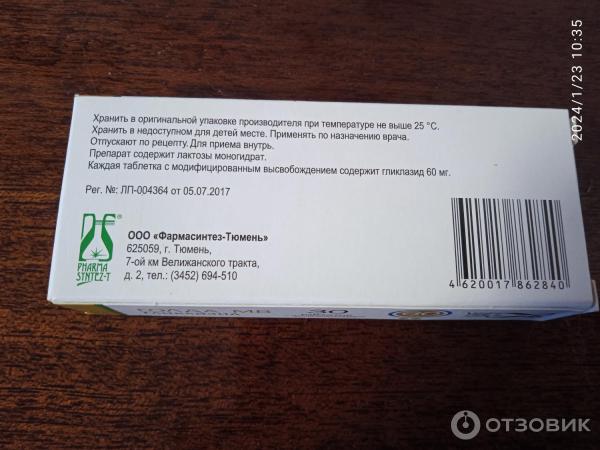 Хранить в оригинальной упаковке производителя при температуре не выше 25 °C.
Хранить в недоступном для детей месте. Применять по назначению врача.
Отпускают по рецепту. Для приема внутрь.
Препарат содержит лактозы моногидрат.
Каждая таблетка с модифицированным высвобождением содержит гликлазид 60 мг.
Рег. №: ЛП-004364 от 05.07.2017
®
PHARMA
SINTEZ-T
ООО «Фармасинтез-Тюмень»
625059, г. Тюмень,
7-ой км Велижанского тракта,
д. 2, тел.: (3452) 694-510
4 620017 862840
МВ
30
2024/1/23 10:35
ОТЗОВИК